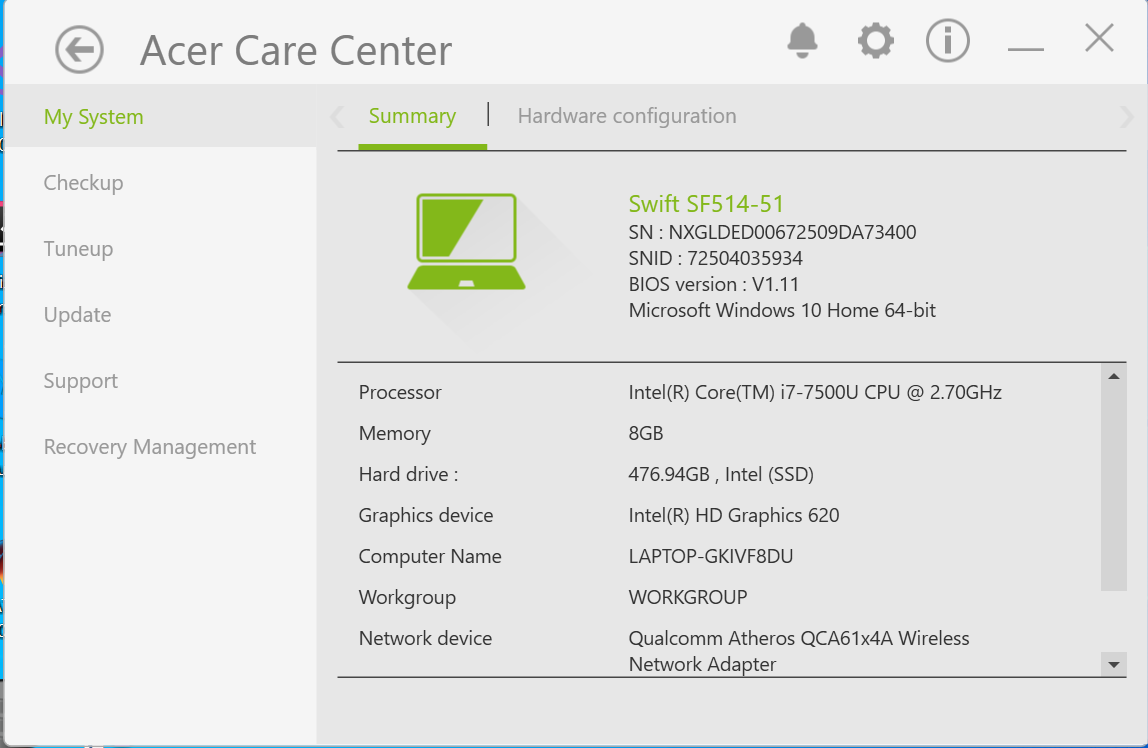 Acer Care Center
My System
Checkup
Tuneup
Update
Support
Recovery Management
Summary
Hardware configuration
Swift SF514-51
SN : NXGLDED00672509DA73400
SNID : 72504035934
BIOS version : V1.11
Microsoft Windows 10 Home 64-bit
Processor Intel(R) Core(TM) i7-7500U CPU @ 2.70GHz
Memory 8GB
Hard drive : 476.94GB , Intel (SSD)
Graphics device Intel(R) HD Graphics 620
Computer Name LAPTOP-GKIVF8DU
Workgroup WORKGROUP
Network device Qualcomm Atheros QCA61x4A Wireless
Network Adapter